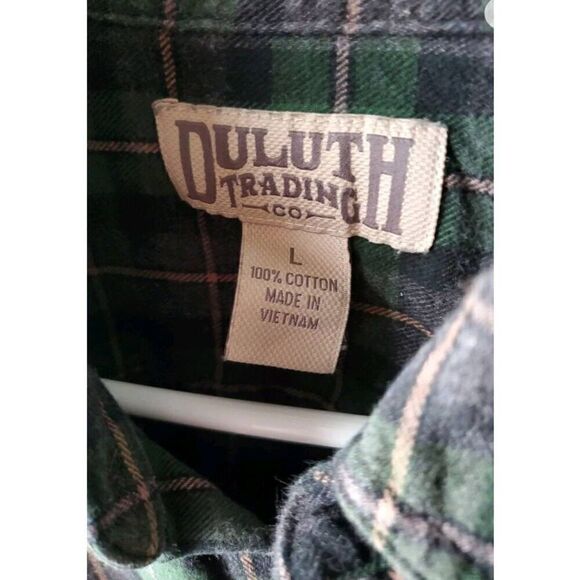 DULUTH
TRADING
CO
L
100% COTTON
MADE IN
VIETNAM